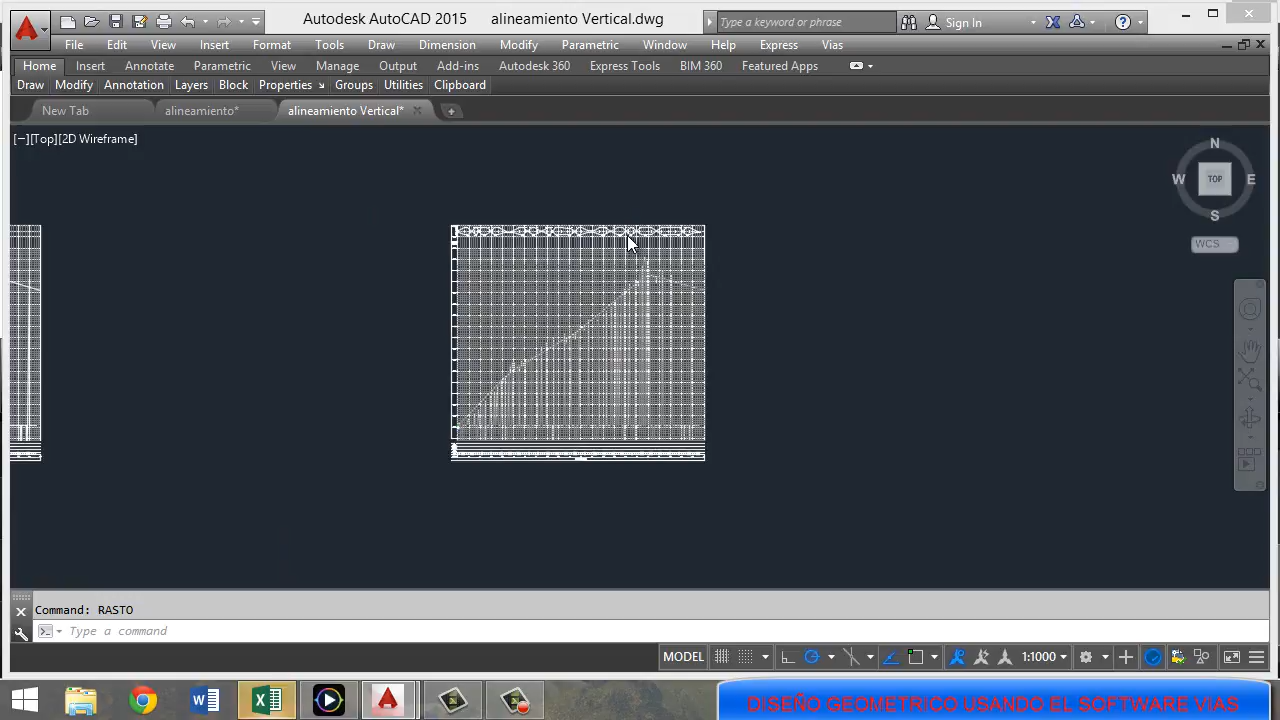 Autodesk AutoCAD 2015 alineamiento Vertical.dwg Type a keyword or phrase Sign In
File Edit View Insert Format Tools Draw Dimension Modify Parametric Window Help Express Vias
Home Insert Annotate Parametric View Manage Output Add-ins Autodesk 360 Express Tools BIM 360 Featured Apps
Draw Modify Annotation Layers Block Properties Groups Utilities Clipboard
New Tab alineamiento* alineamiento Vertical*
[−][Top][2D Wireframe]
N
W TOP E
S
WCS
Command: RASTO
Type a command
MODEL 1:1000
DISEÑO GEOMETRICO USANDO EL SOFTWARE VIAS